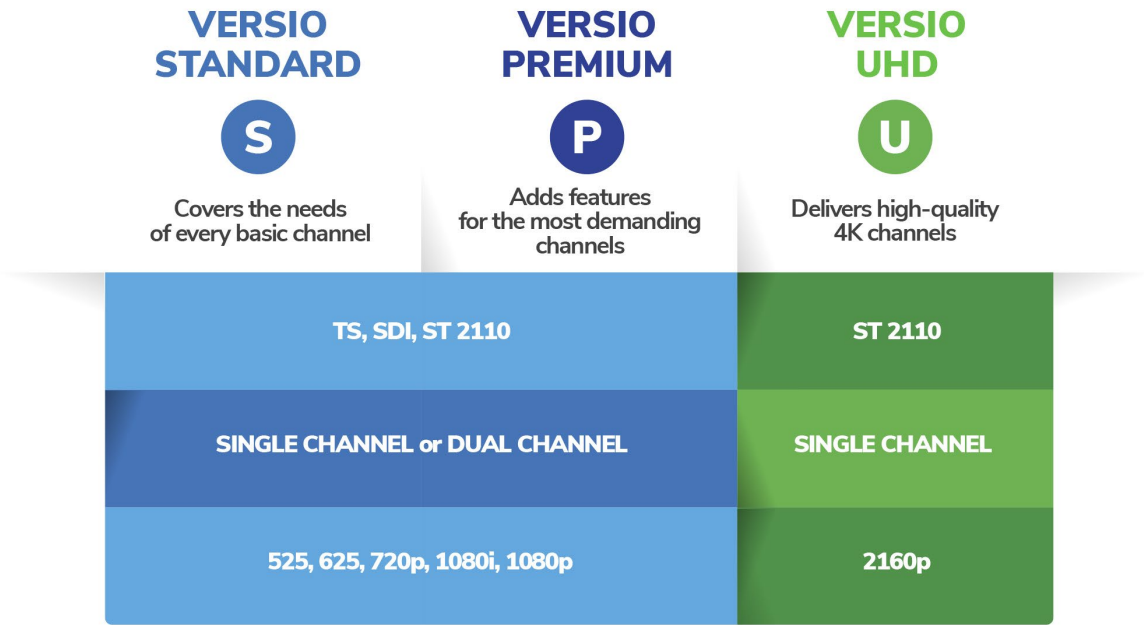 VERSIO
STANDARD
S
Covers the needs
of every basic channel
VERSIO
PREMIUM
P
Adds features
for the most demanding
channels
VERSIO
UHD
U
Delivers high-quality
4K channels
TS, SDI, ST 2110
ST 2110
SINGLE CHANNEL or DUAL CHANNEL
SINGLE CHANNEL
525, 625, 720p, 1080i, 1080p
2160p